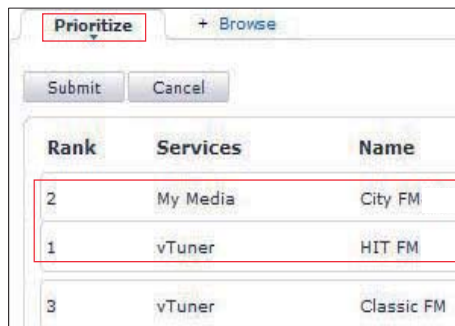 Prioritize + Browse
Submit Cancel
Rank Services Name
2 My Media City FM
1 vTuner HIT FM
3 vTuner Classic FM